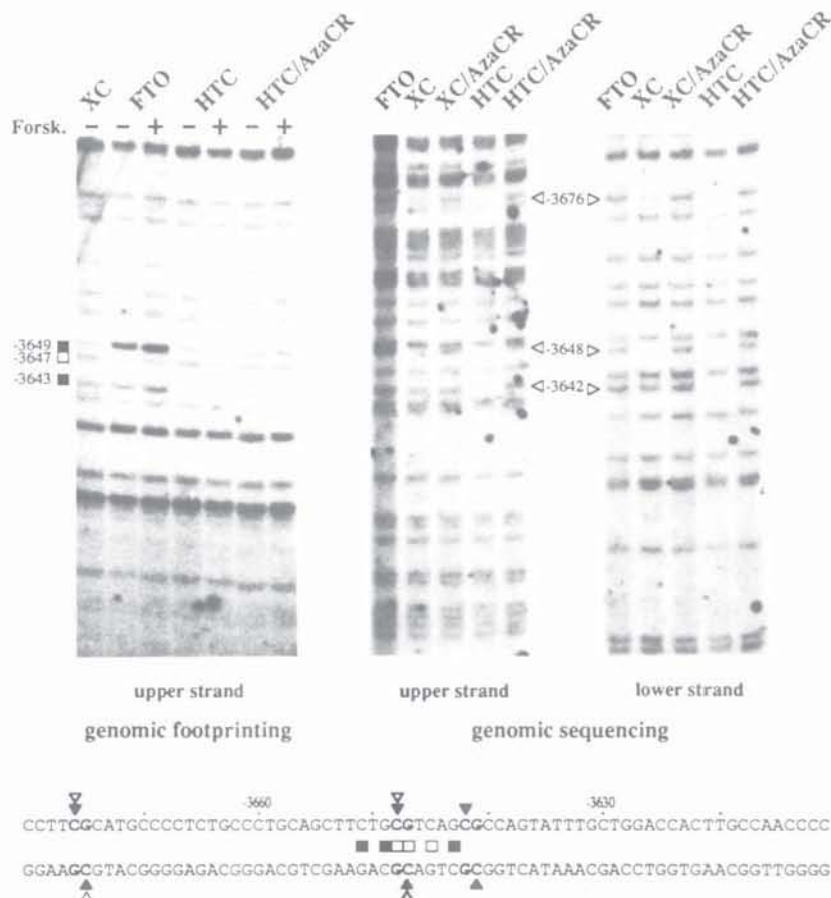 XC FTO HTC HTC/AzaCR
Forsk. − − + − + − +
-3649
-3647
-3643
upper strand
genomic footprinting
FTO XC XC/AzaCR HTC HTC/AzaCR
-3676
-3648
-3642
upper strand
FTO XC XC/AzaCR HTC HTC/AzaCR
lower strand
genomic sequencing
-3660 -3630
CCTTCGCATGCCCCTCTGCCCTGCAGCTTCTGCGTCAGCGCCAGTATTTGCTGGACCACTTGCCAACCCC
GGAAGCGTACGGGGAGACGGGACGTCGAAGACGCAGTCGCGGTCATAAACGACCTGGTGAACGGTTGGGG